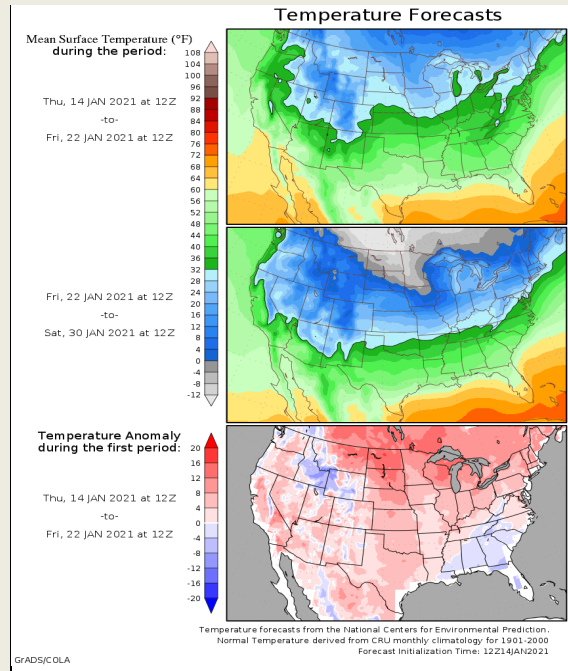 Temperature Forecasts
Mean Surface Temperature (°F)
during the period:
Thu, 14 JAN 2021 at 12Z
-to-
Fri, 22 JAN 2021 at 12Z
108
104
100
96
92
88
84
80
76
72
68
64
60
56
52
48
44
40
36
32
28
24
20
16
12
8
4
0
-4
-8
-12
Fri, 22 JAN 2021 at 12Z
-to-
Sat, 30 JAN 2021 at 12Z
Temperature Anomaly
during the first period:
Thu, 14 JAN 2021 at 12Z
-to-
Fri, 22 JAN 2021 at 12Z
20
16
12
8
4
0
-4
-8
-12
-16
-20
Temperature forecasts from the National Centers for Environmental Prediction.
Normal Temperature derived from CRU monthly climatology for 1901-2000
Forecast Initialization Time: 12Z14JAN2021
GrADS/COLA